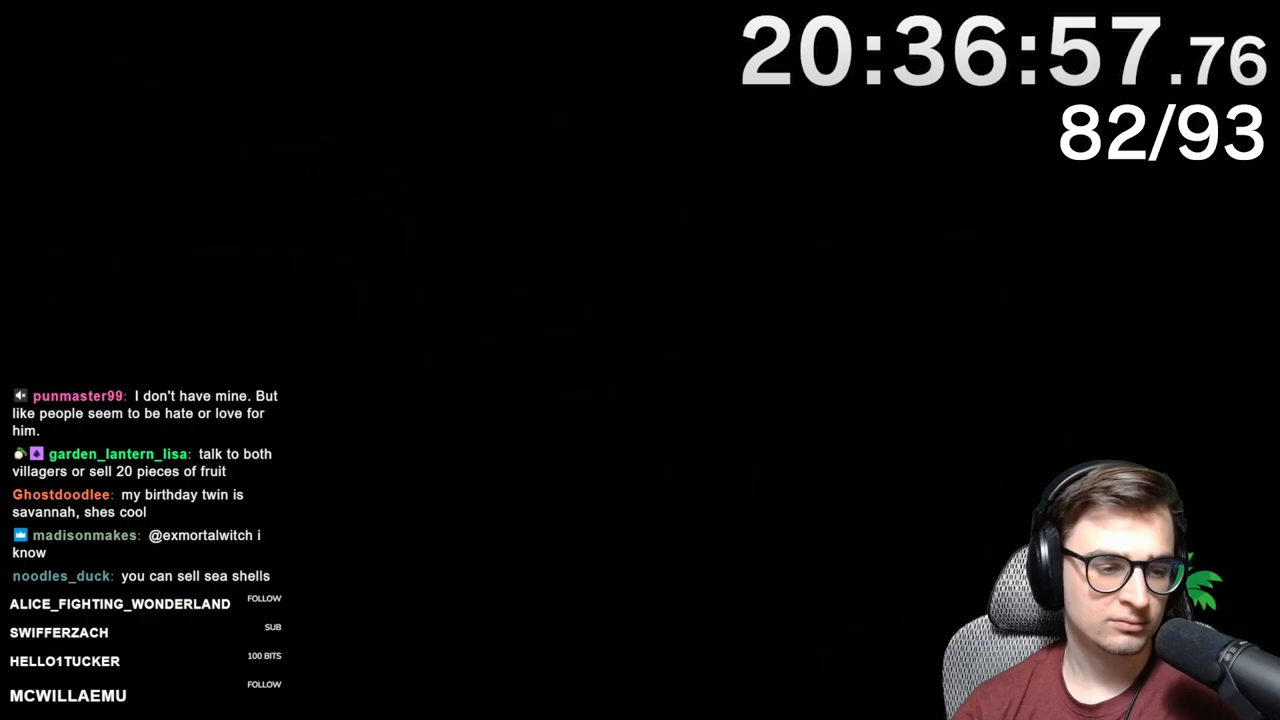 20:36:57.76
82/93
punmaster99: I don't have mine. But
like people seem to be hate or love for
him.
garden_lantern_lisa: talk to both
villagers or sell 20 pieces of fruit
Ghostdoodlee: my birthday twin is
savannah, shes cool
madisonmakes: @exmortalwitch i
know
noodles_duck: you can sell sea shells
ALICE_FIGHTING_WONDERLAND FOLLOW
SWIFFERZACH SUB
HELLO1TUCKER 100 BITS
MCWILLAEMU FOLLOW